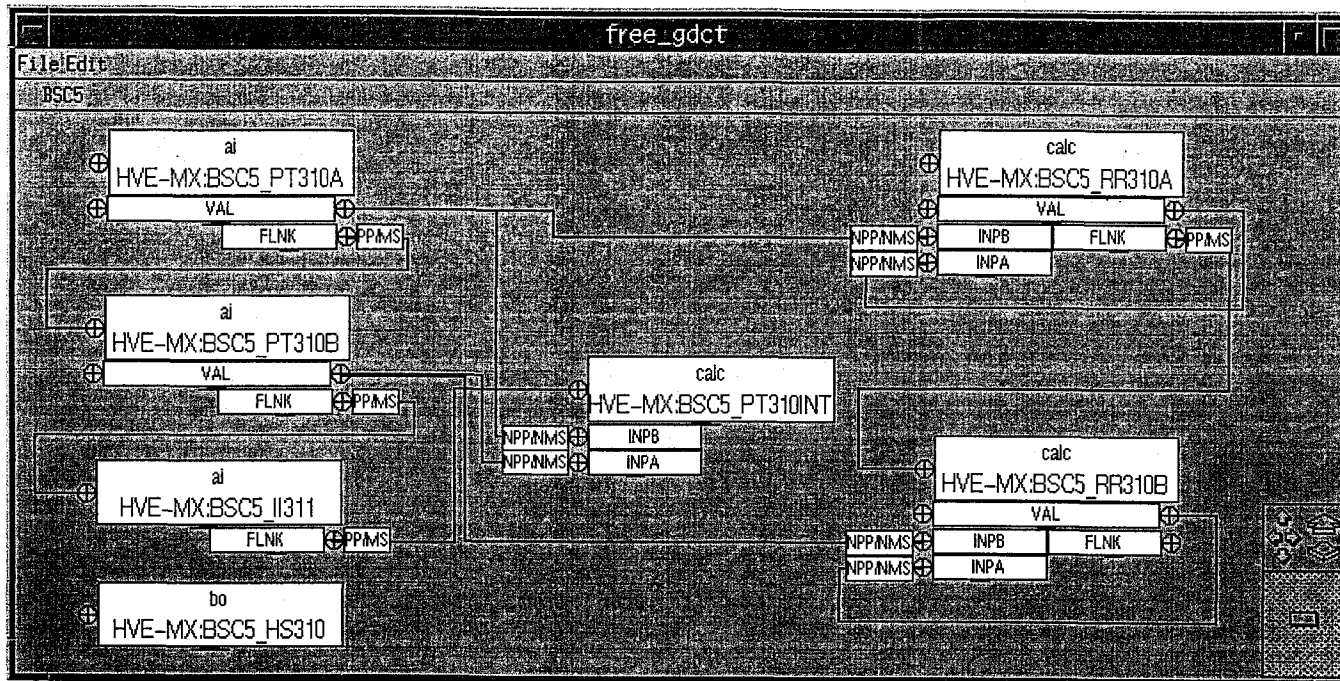 free_gdct
File Edit
BSC5
ai
HVE-MX:BSC5_PT310A
VAL
FLNK PP/MS
ai
HVE-MX:BSC5_PT310B
VAL
FLNK PP/MS
ai
HVE-MX:BSC5_II311
FLNK PP/MS
bo
HVE-MX:BSC5_HS310
calc
HVE-MX:BSC5_PT310INT
NPP/NMS INPB
NPP/NMS INPA
calc
HVE-MX:BSC5_RR310A
VAL
NPP/NMS INPB FLNK PP/MS
NPP/NMS INPA
calc
HVE-MX:BSC5_RR310B
VAL
NPP/NMS INPB FLNK
NPP/NMS INPA